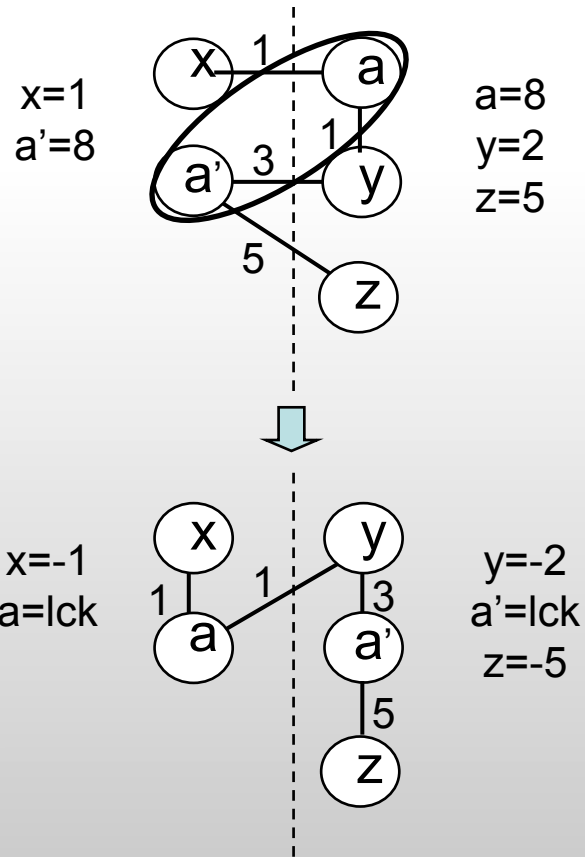 x 1 a
x=1
a’=8
a=8
y=2
z=5
1
a’ 3 y
5
z
x y
x=-1
a=lck
1 1 3
y=-2
a’=lck
z=-5
a a’
5
z